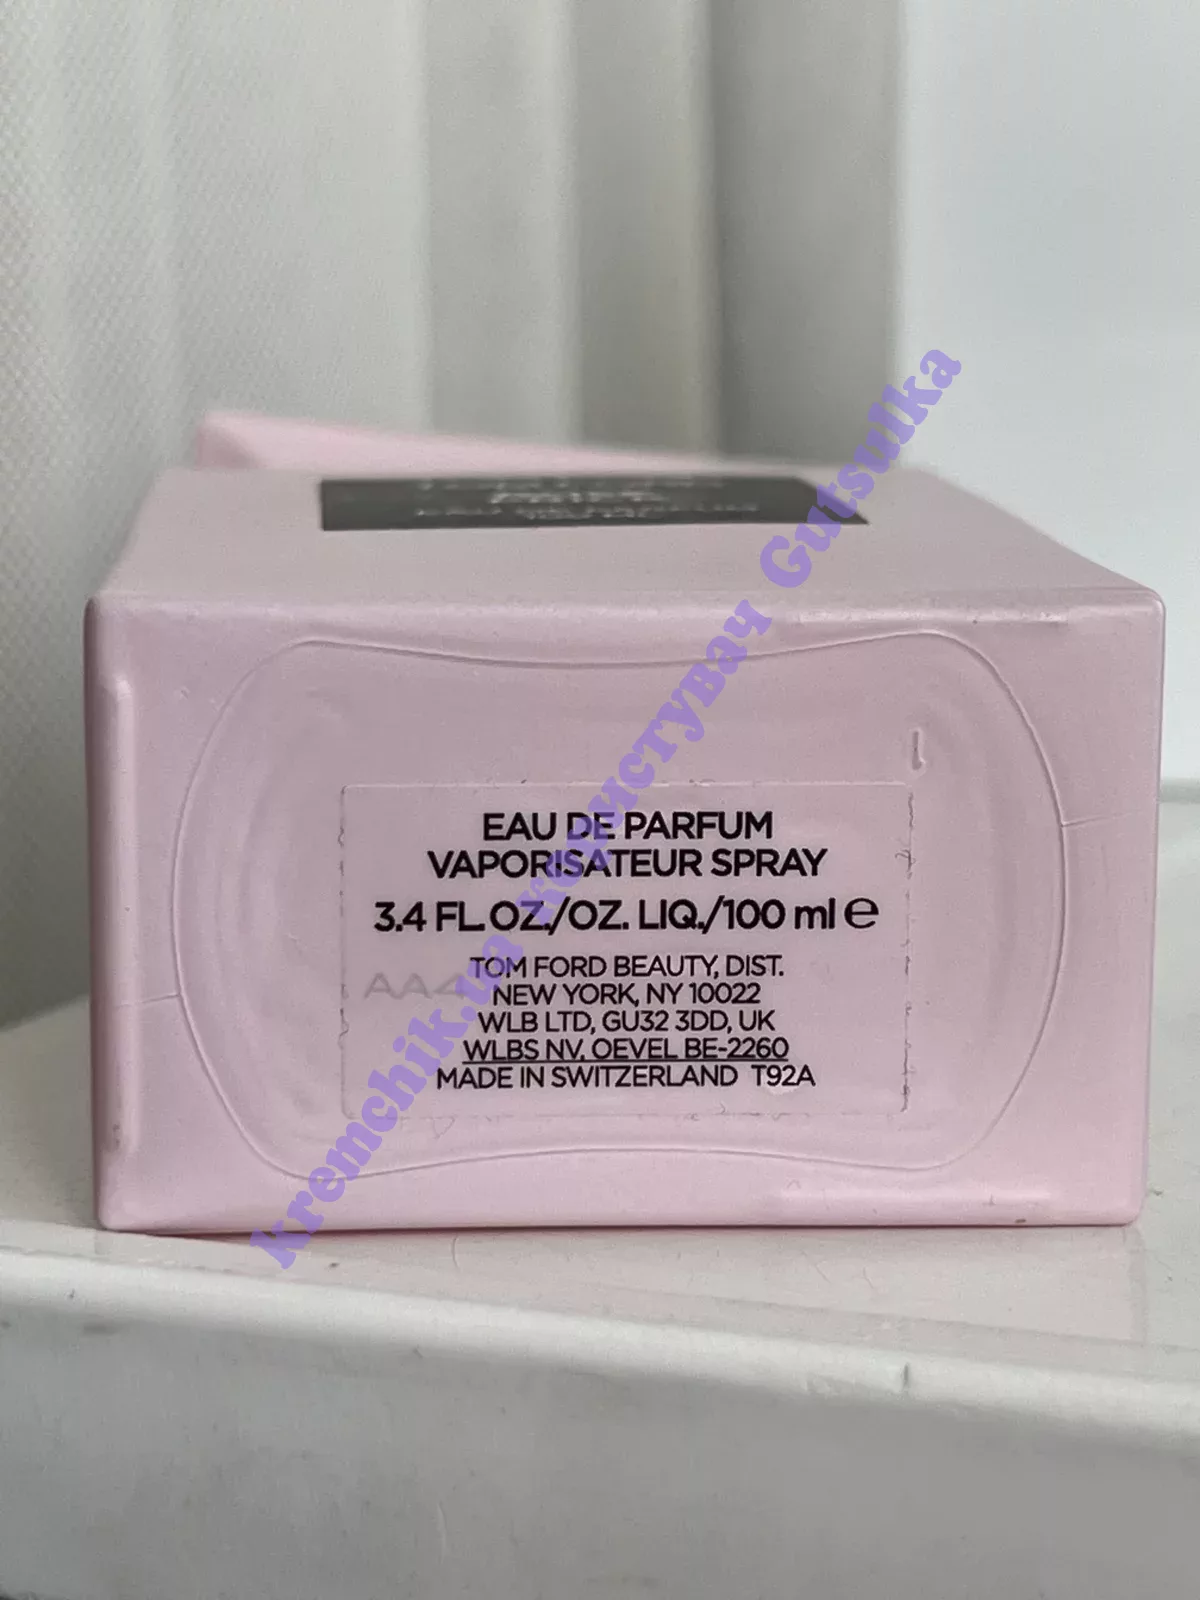 EAU DE PARFUM
VAPORISATEUR SPRAY
3.4 FL.OZ./OZ. LIQ./100 ml ℮
TOM FORD BEAUTY, DIST.
AA4
NEW YORK, NY 10022
WLB LTD, GU32 3DD, UK
WLBS NV, OEVEL BE-2260
MADE IN SWITZERLAND T92A
kremchik.ua користувач Gutsulka